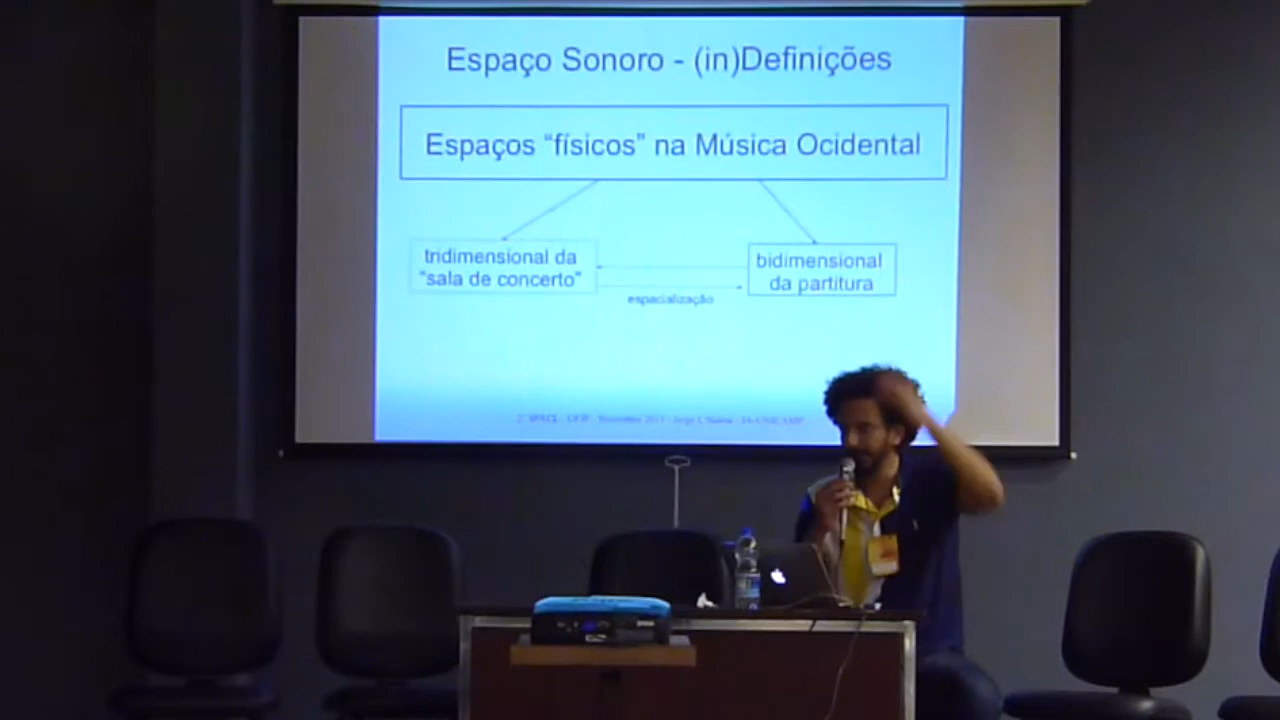 Espaço Sonoro - (in)Definições
Espaços “físicos” na Música Ocidental
tridimensional da
“sala de concerto”
bidimensional
da partitura
espacialização